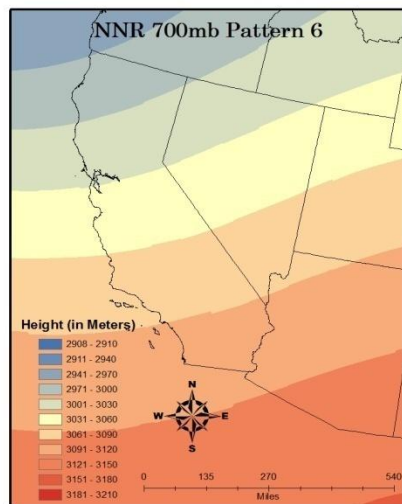 NNR 700mb Pattern 6
Height (in Meters)
2908 - 2910
2911 - 2940
2941 - 2970
2971 - 3000
3001 - 3030
3031 - 3060
3061 - 3090
3091 - 3120
3121 - 3150
3151 - 3180
3181 - 3210
N
W E
S
0 135 270 540
Miles